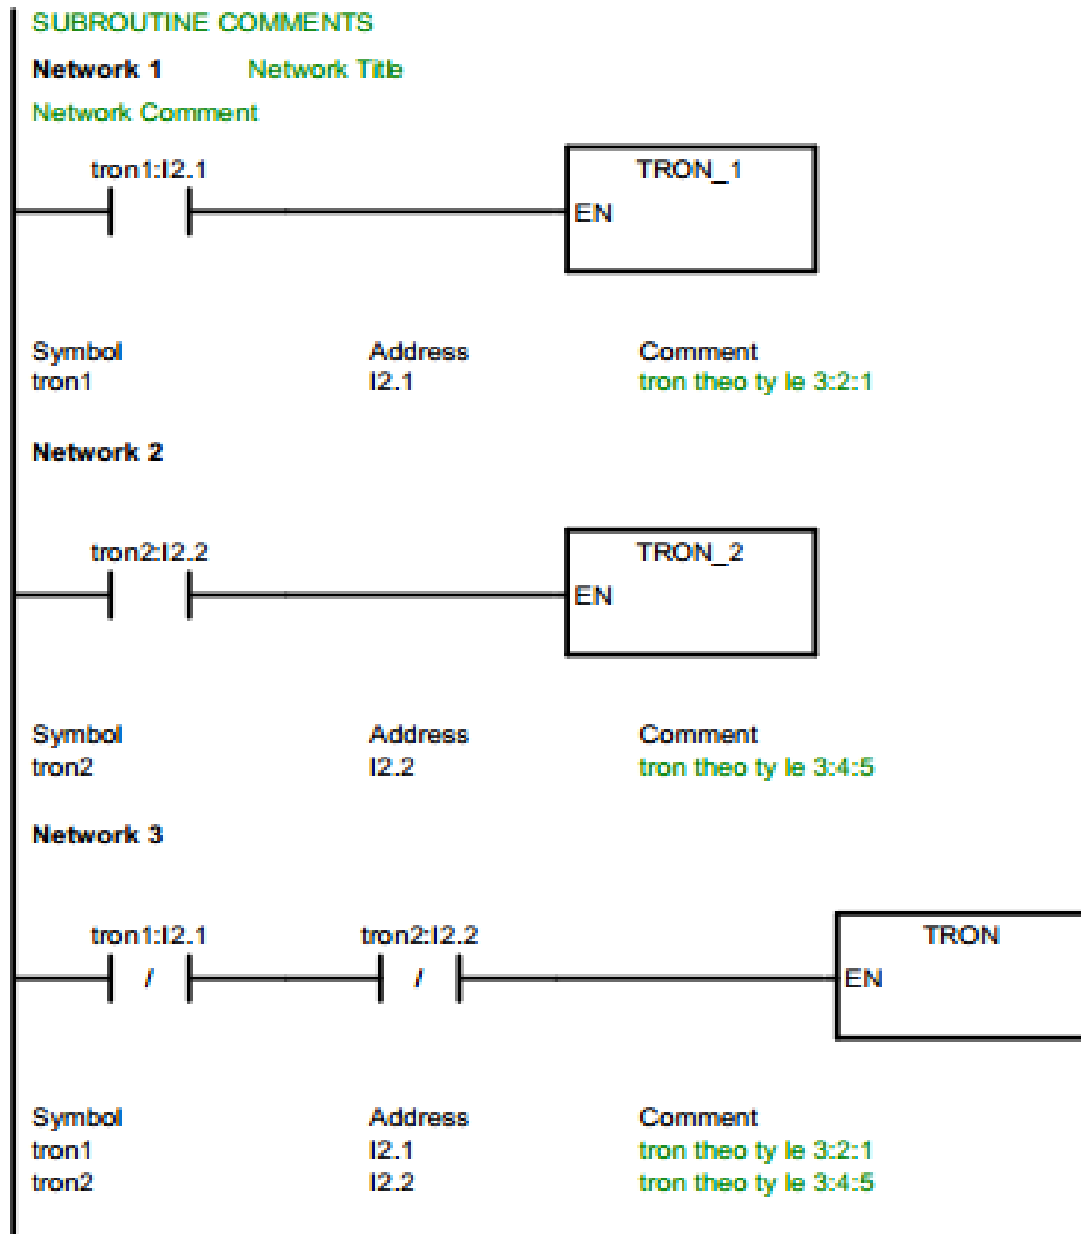 SUBROUTINE COMMENTS
Network 1 Network Title
Network Comment
tron1:I2.1
TRON_1
EN
Symbol Address Comment
tron1 I2.1 tron theo ty le 3:2:1
Network 2
tron2:I2.2
TRON_2
EN
Symbol Address Comment
tron2 I2.2 tron theo ty le 3:4:5
Network 3
tron1:I2.1 tron2:I2.2 TRON
/ / EN
Symbol Address Comment
tron1 I2.1 tron theo ty le 3:2:1
tron2 I2.2 tron theo ty le 3:4:5